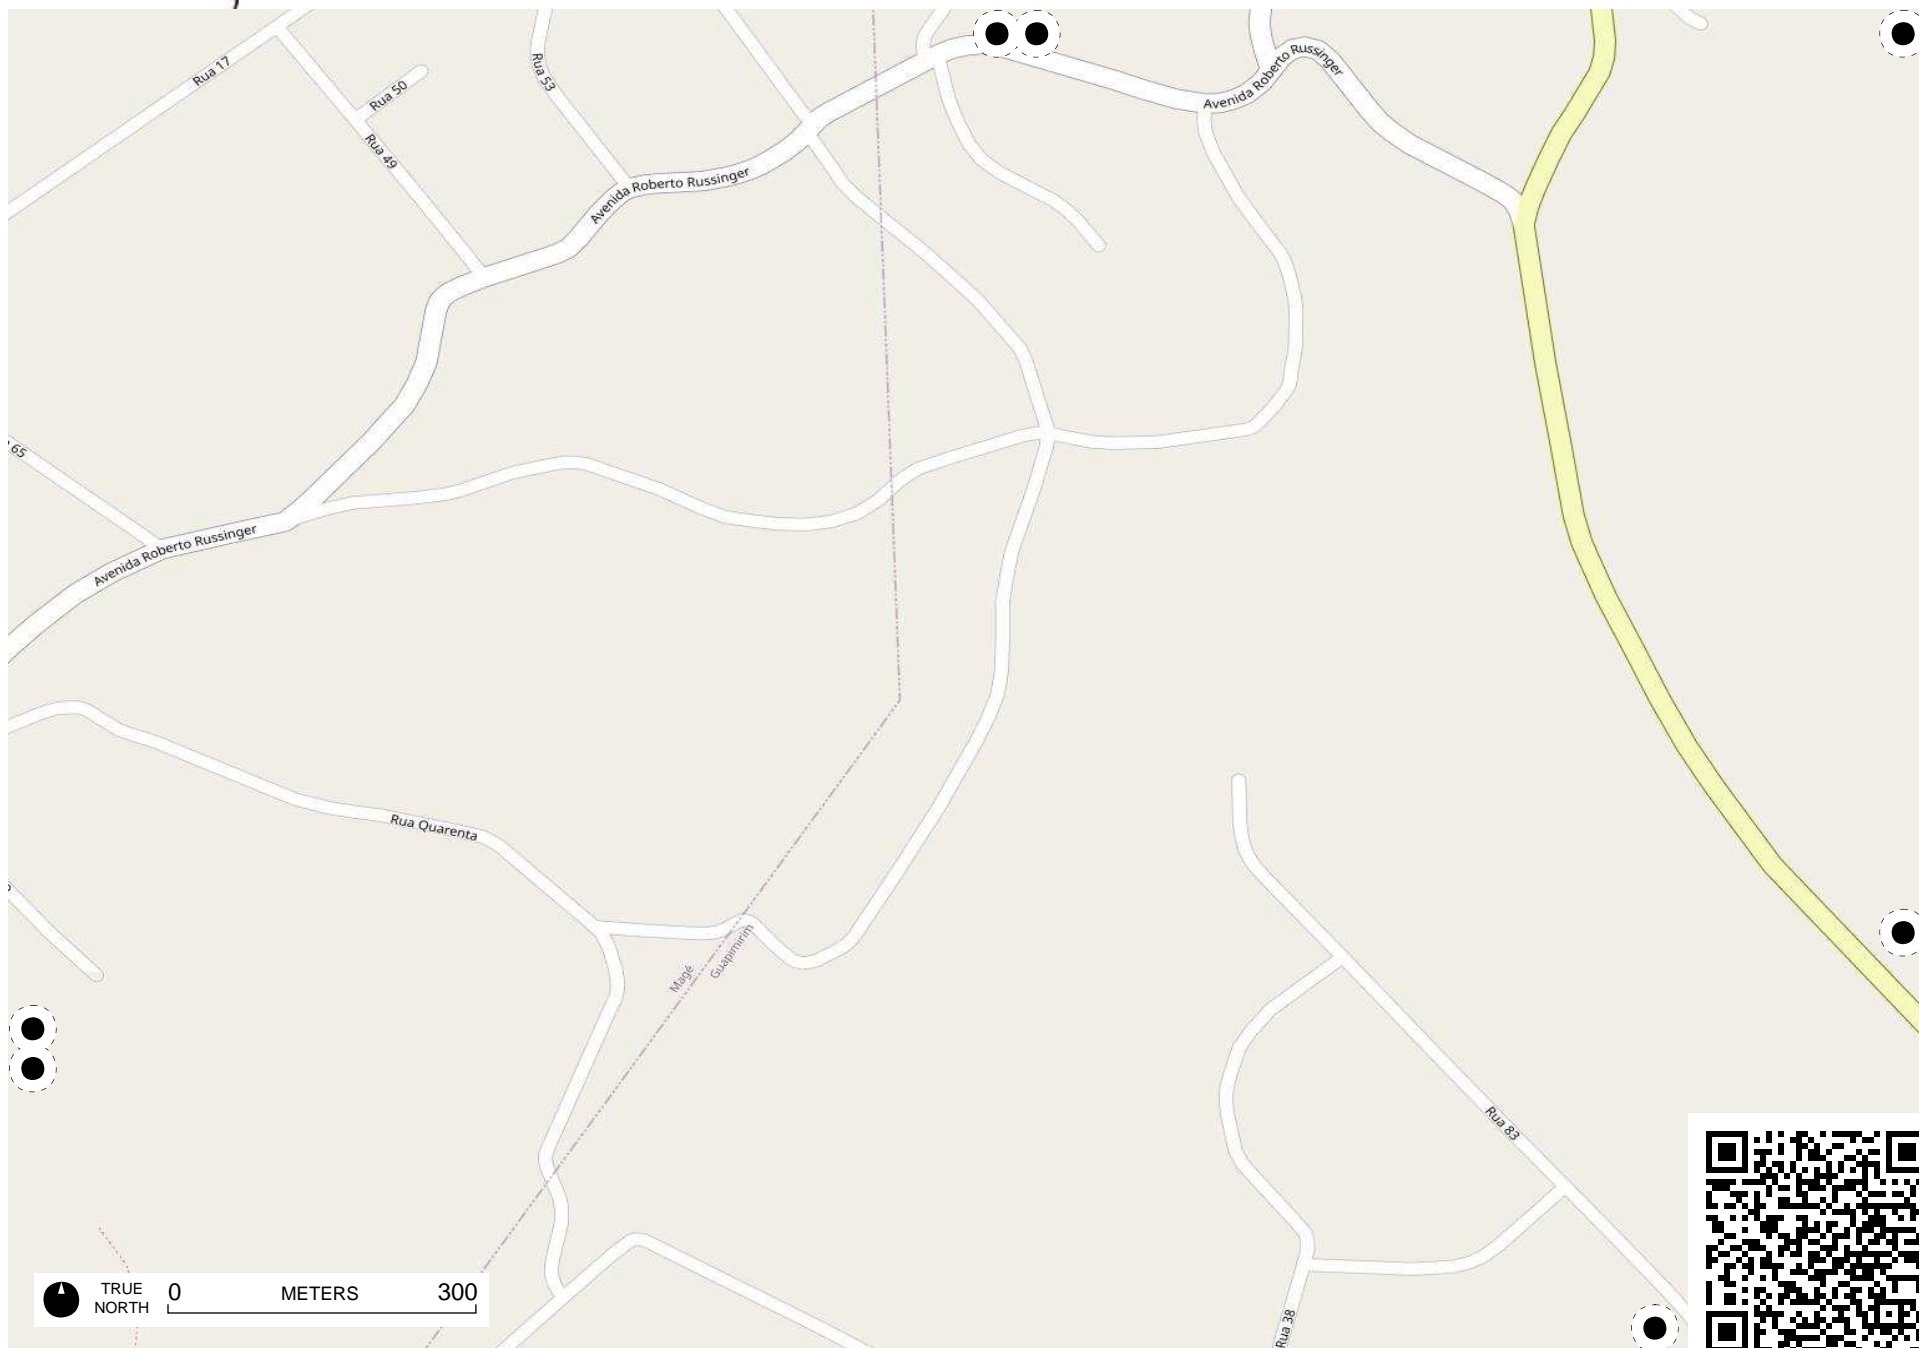 Rua 17
Rua 50
Rua 53
Rua 49
Avenida Roberto Russinger
Avenida Roberto Russinger
65
Avenida Roberto Russinger
Rua Quarenta
Magé
Guapimirim
Rua 83
Rua 38
TRUE NORTH
0 METERS 300